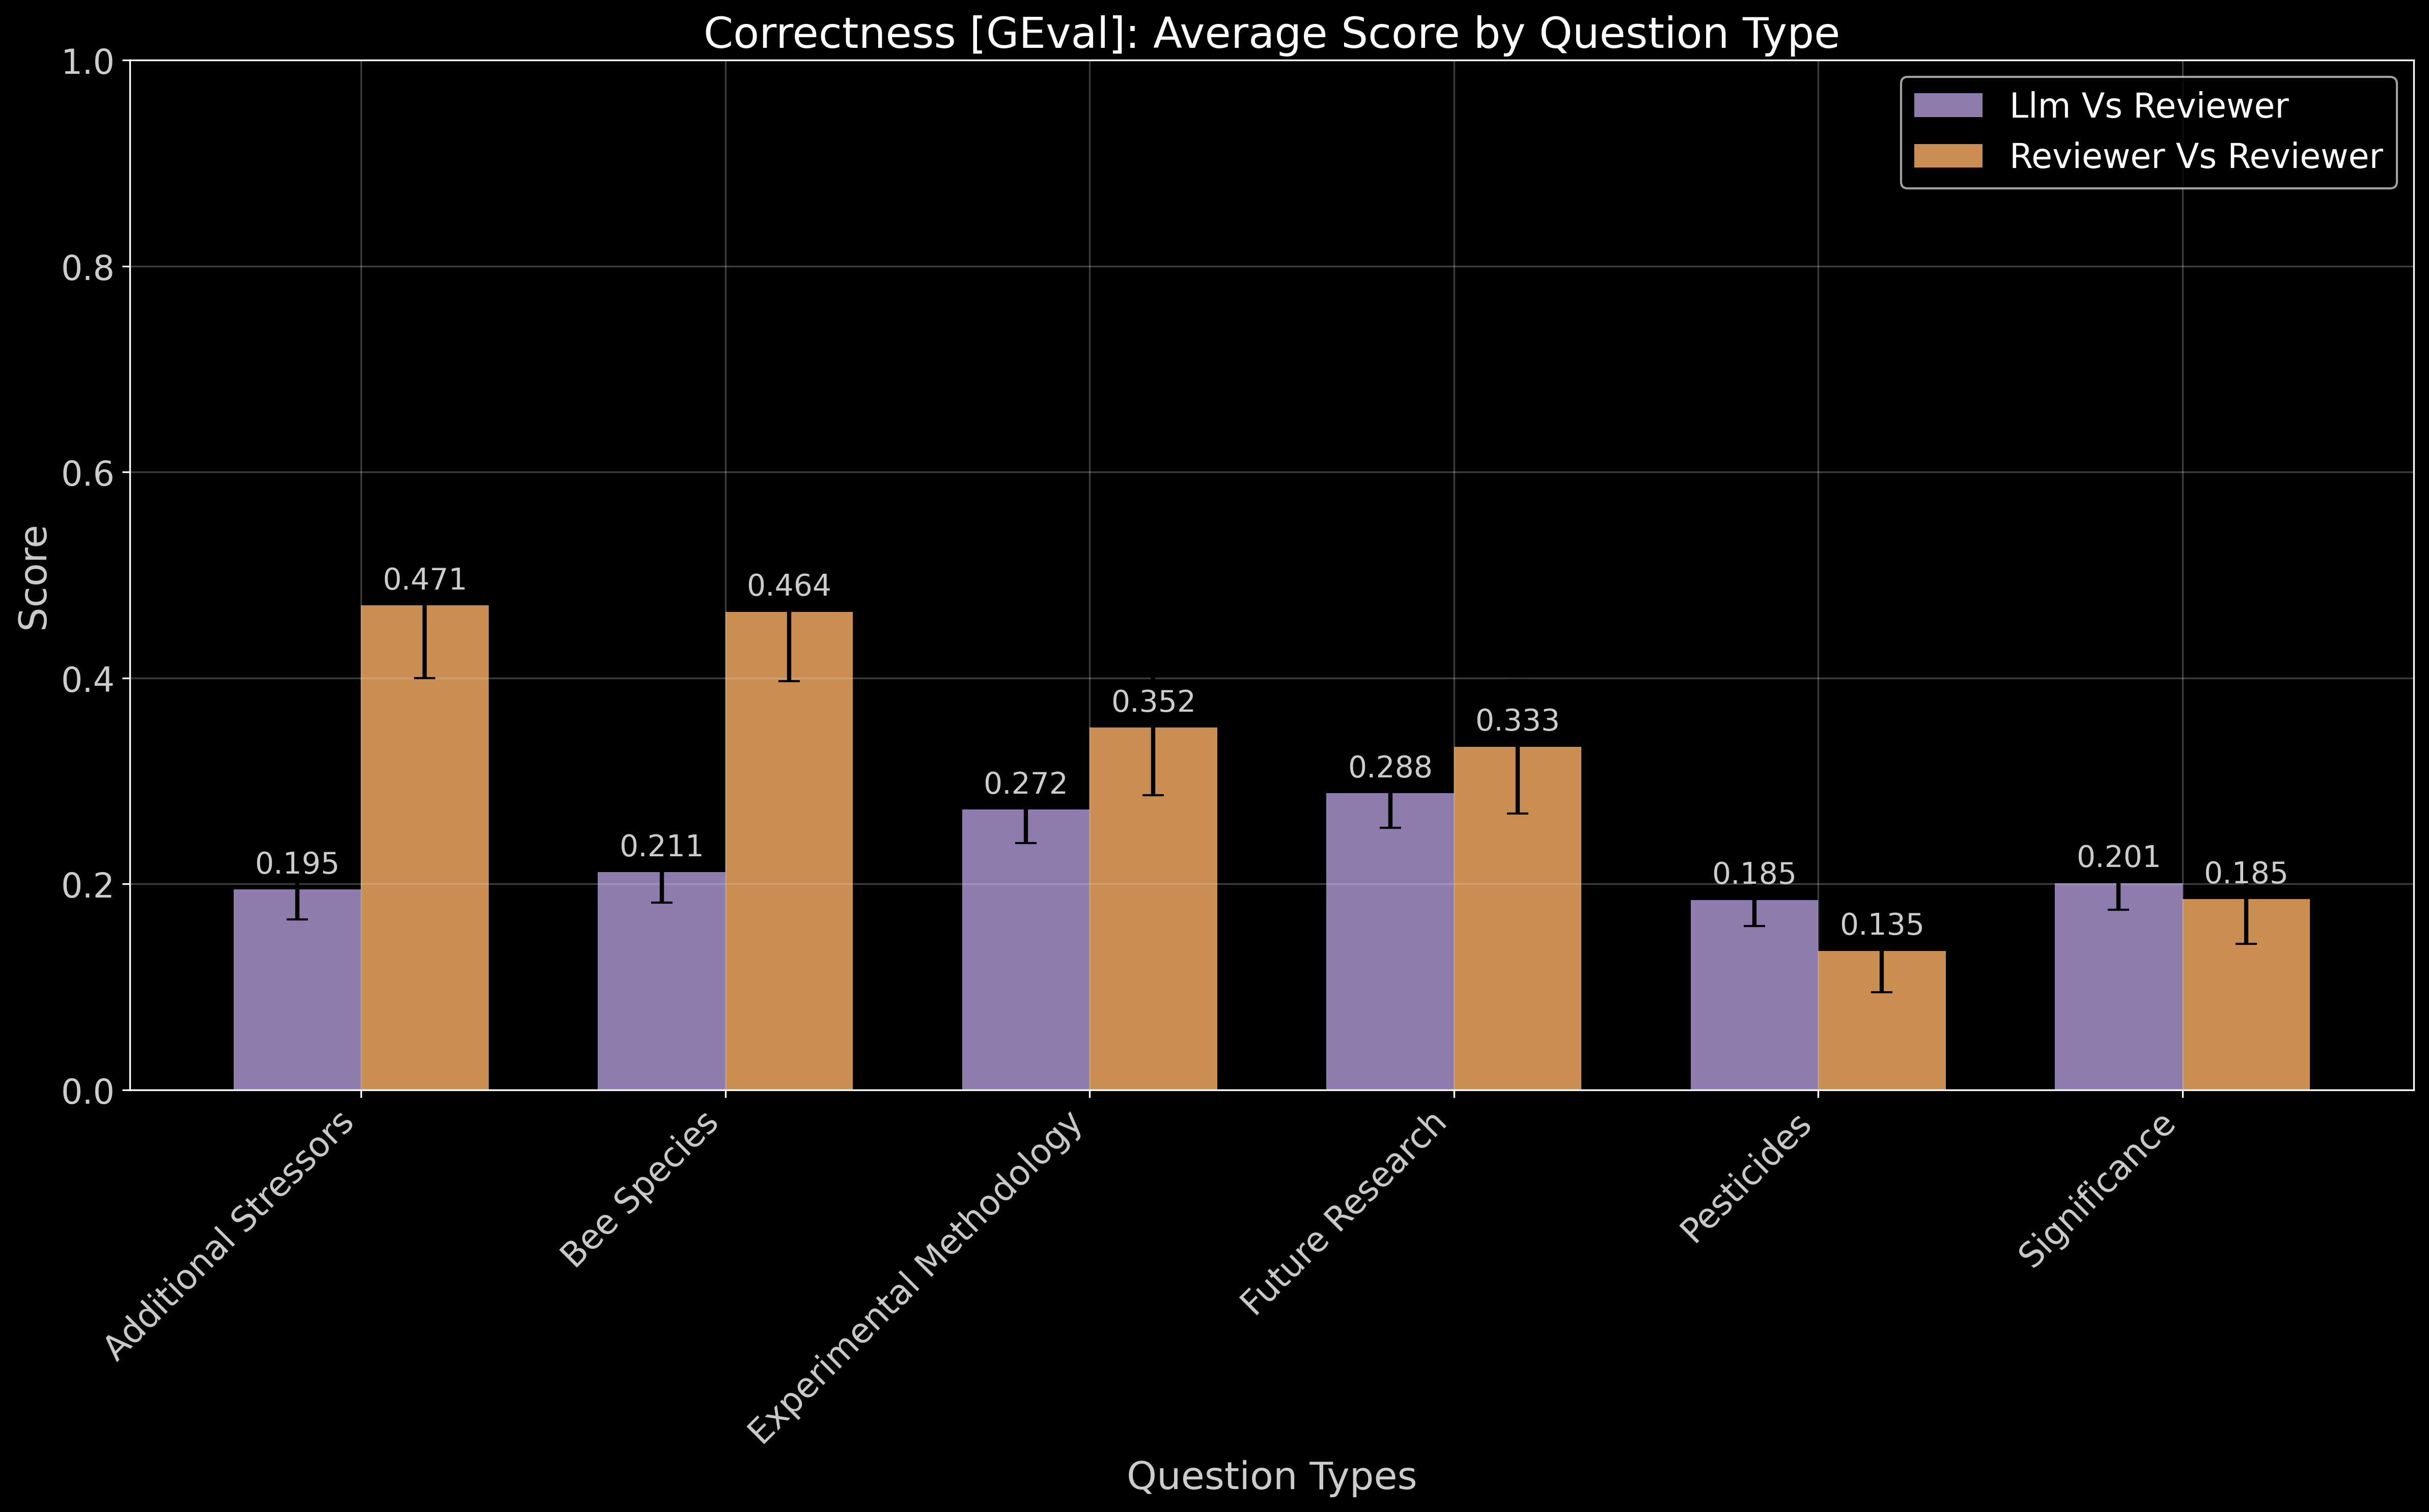 Correctness [GEval]: Average Score by Question Type
Llm Vs Reviewer
Reviewer Vs Reviewer
Score
1.0
0.8
0.6
0.4
0.2
0.0
0.195
0.471
0.211
0.464
0.272
0.352
0.288
0.333
0.185
0.135
0.201
0.185
Additional Stressors
Bee Species
Experimental Methodology
Future Research
Pesticides
Significance
Question Types